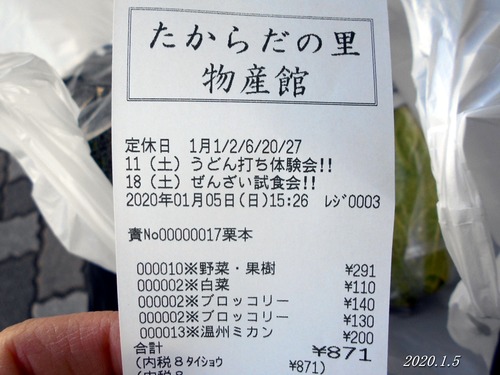 たからだの里
物産館
定休日 1月1/2/6/20/27
11(土)うどん打ち体験会!!
18(土)ぜんざい試食会!!
2020年01月05日(日)15:26 レジ0003
責No00000017栗本
000010※野菜・果樹 ¥291
000002※白菜 ¥110
000002※ブロッコリー ¥140
000002※ブロッコリー ¥130
000013※温州ミカン ¥200
合計 ¥871
(内税8タイショウ ¥871)
(内税8
2020.1.5